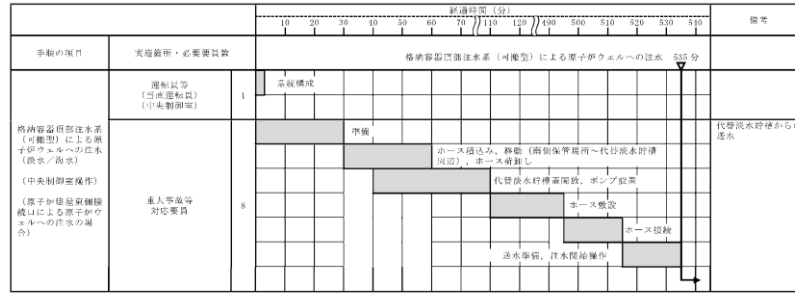 経過時間（分）
備考
10 20 30 40 50 60 70 110 120 490 500 510 520 530 540
手順の項目
実施箇所・必要要員数
格納容器頂部注水系（可搬型）による原子炉ウェルへの注水 535分
格納容器頂部注水系
（可搬型）による原
子炉ウェルへの注水
（淡水／海水）
（中央制御室操作）
（原子炉建屋東側接
続口による原子炉ウ
ェルへの注水の場
合）
運転員等
（当直運転員）
（中央制御室）
1
系統構成
重大事故等
対応要員
8
準備
ホース積込み，移動（南側保管場所～代替淡水貯槽
周辺），ホース荷卸し
代替淡水貯槽蓋開放，ポンプ設置
ホース敷設
ホース接続
送水準備，注水開始操作
代替淡水貯槽からの
送水